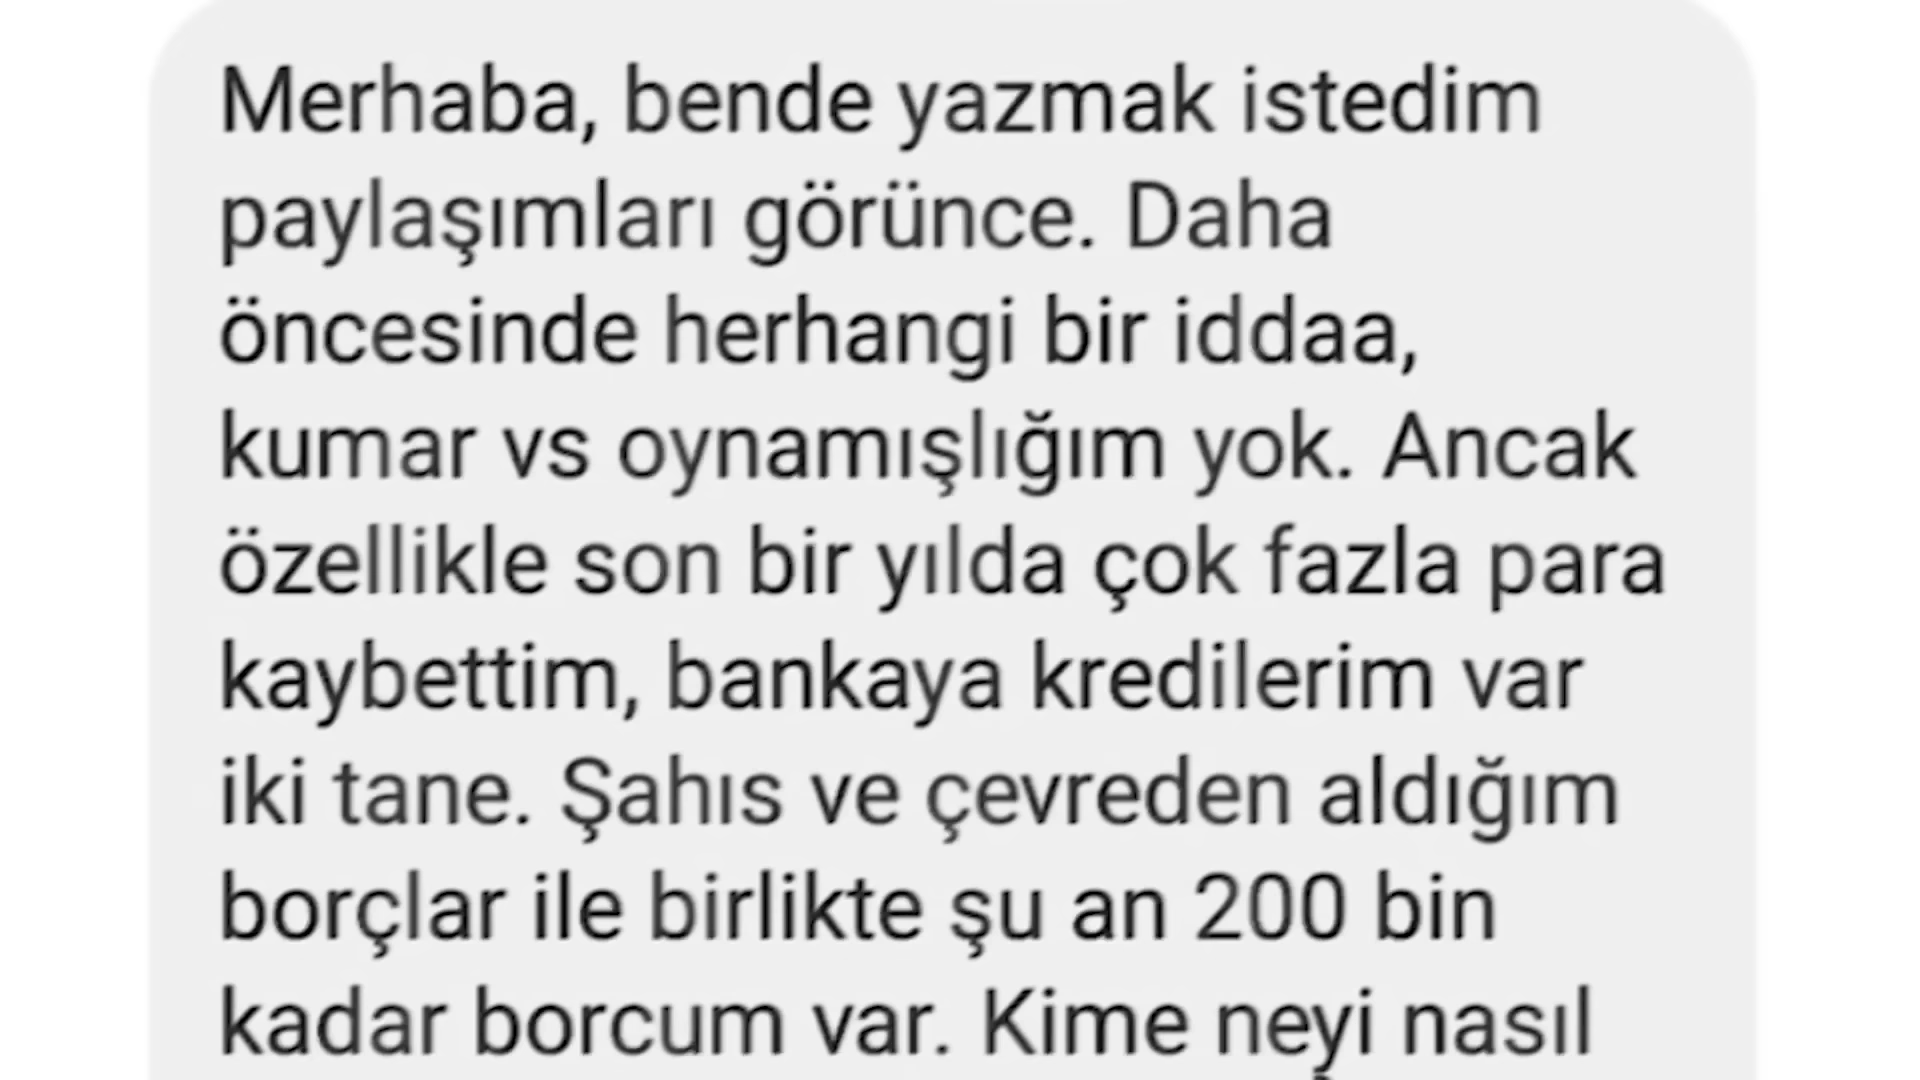 Merhaba, bende yazmak istedim
paylaşımları görünce. Daha
öncesinde herhangi bir iddaa,
kumar vs oynamışlığım yok. Ancak
özellikle son bir yılda çok fazla para
kaybettim, bankaya kredilerim var
iki tane. Şahıs ve çevreden aldığım
borçlar ile birlikte şu an 200 bin
kadar borcum var. Kime neyi nasıl